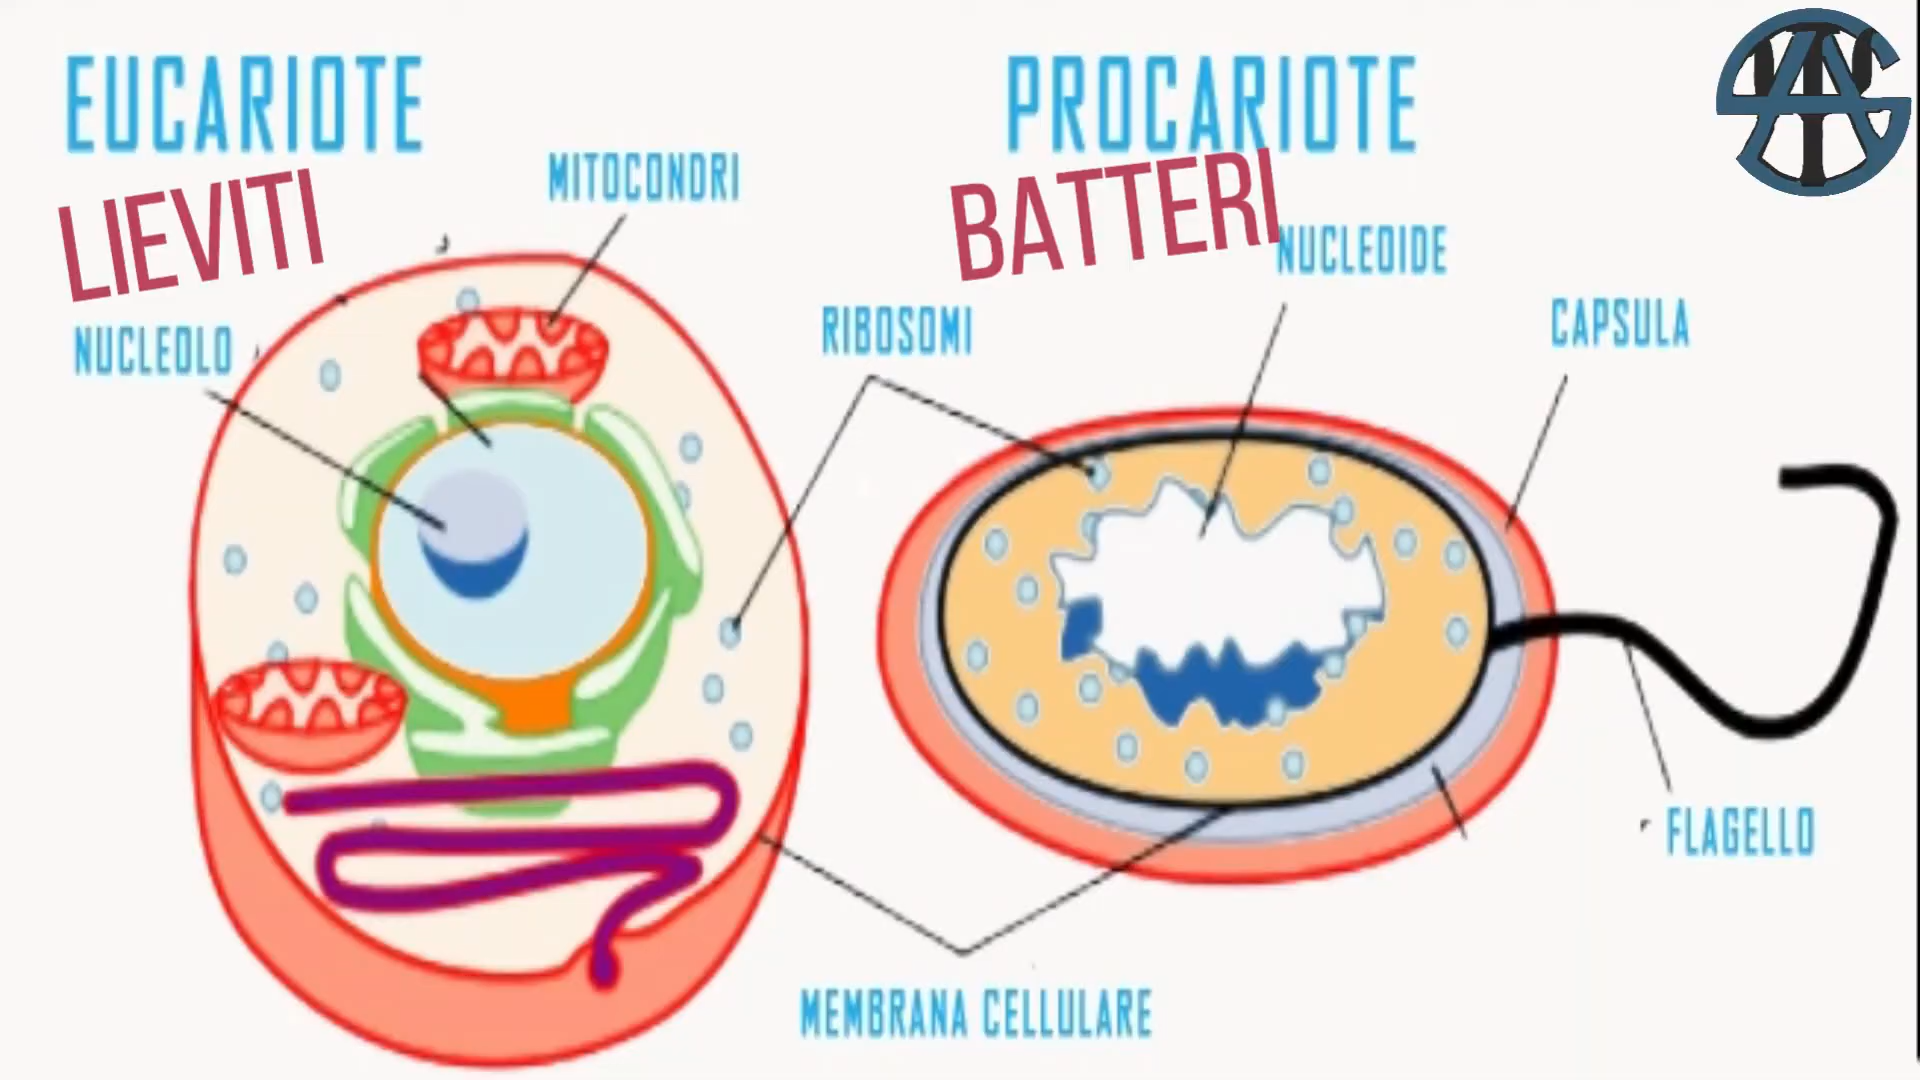 EUCARIOTE
LIEVITI
MITOCONDRI
NUCLEOLO
PROCARIOTE
BATTERI
NUCLEOIDE
RIBOSOMI
CAPSULA
FLAGELLO
MEMBRANA CELLULARE